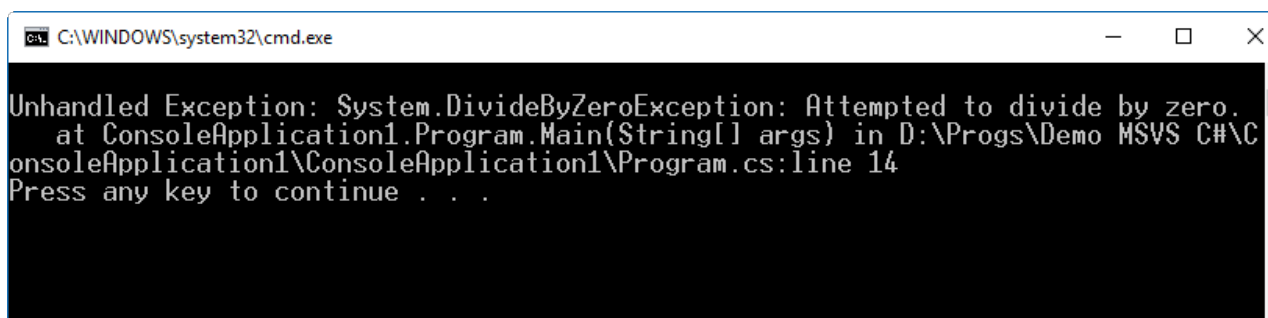 C:\WINDOWS\system32\cmd.exe
Unhandled Exception: System.DivideByZeroException: Attempted to divide by zero.
   at ConsoleApplication1.Program.Main(String[] args) in D:\Progs\Demo MSVS C#\C
onsoleApplication1\ConsoleApplication1\Program.cs:line 14
Press any key to continue . . .